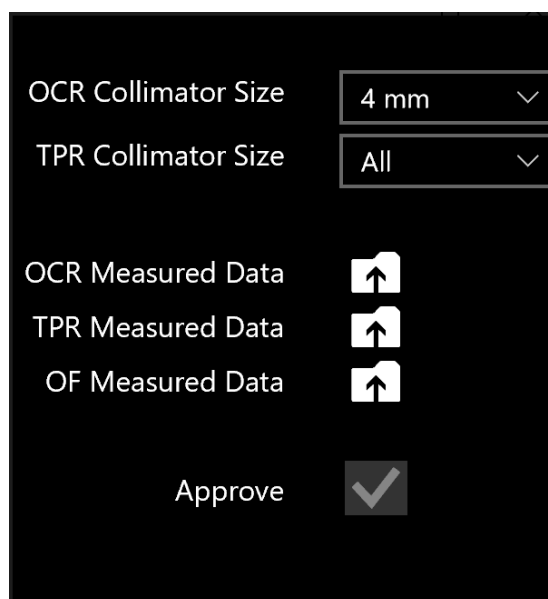 OCR Collimator Size 4 mm
TPR Collimator Size All
OCR Measured Data
TPR Measured Data
OF Measured Data
Approve